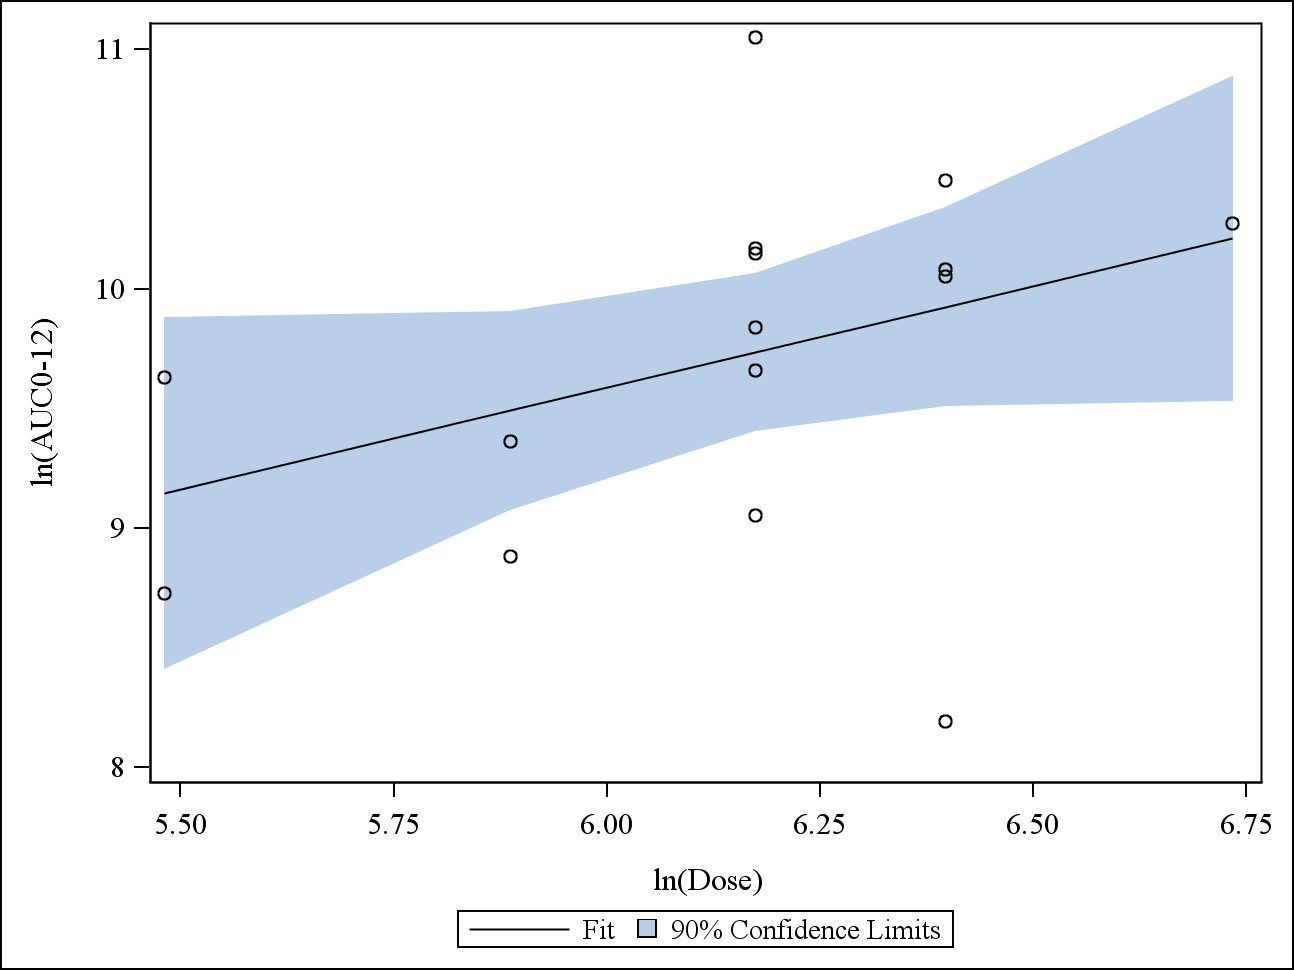 11
10
9
8
ln(AUC0-12)
5.50 5.75 6.00 6.25 6.50 6.75
ln(Dose)
Fit 90% Confidence Limits